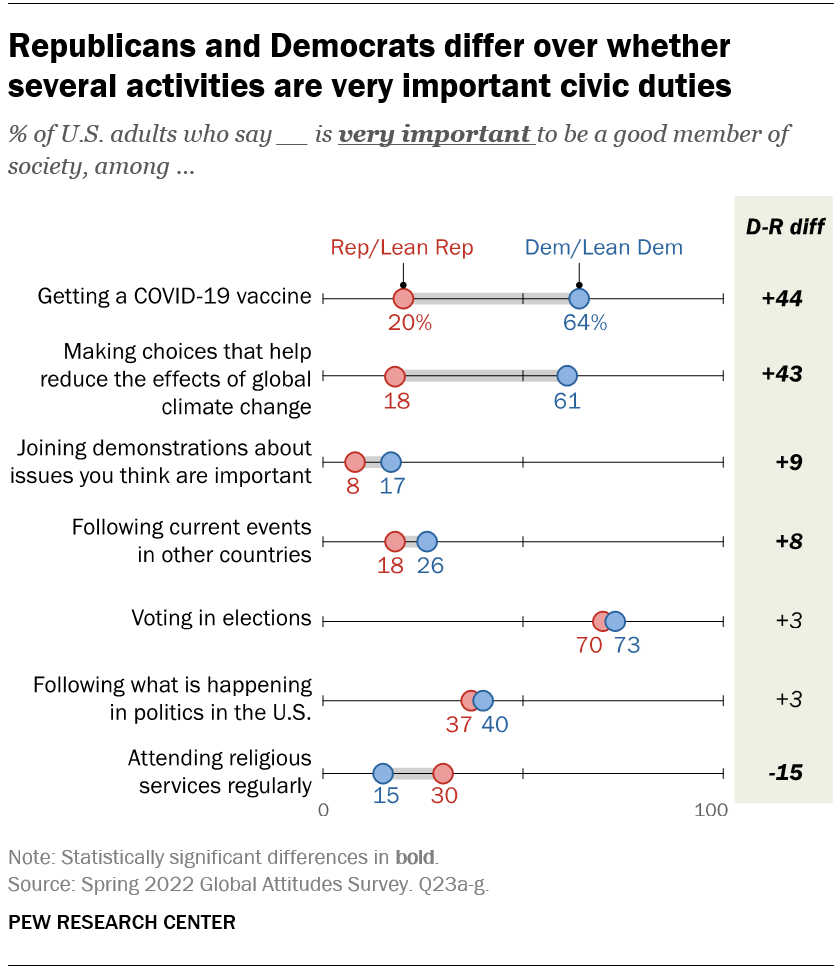 Republicans and Democrats differ over whether
several activities are very important civic duties
% of U.S. adults who say __ is very important to be a good member of
society, among ...
D-R diff
Rep/Lean Rep Dem/Lean Dem
Getting a COVID-19 vaccine +44
20% 64%
Making choices that help
reduce the effects of global +43
climate change
18 61
Joining demonstrations about
issues you think are important +9
8 17
Following current events
in other countries +8
18 26
Voting in elections +3
70 73
Following what is happening
in politics in the U.S. +3
37 40
Attending religious
services regularly -15
15 30
0 100
Note: Statistically significant differences in bold.
Source: Spring 2022 Global Attitudes Survey. Q23a-g.
PEW RESEARCH CENTER